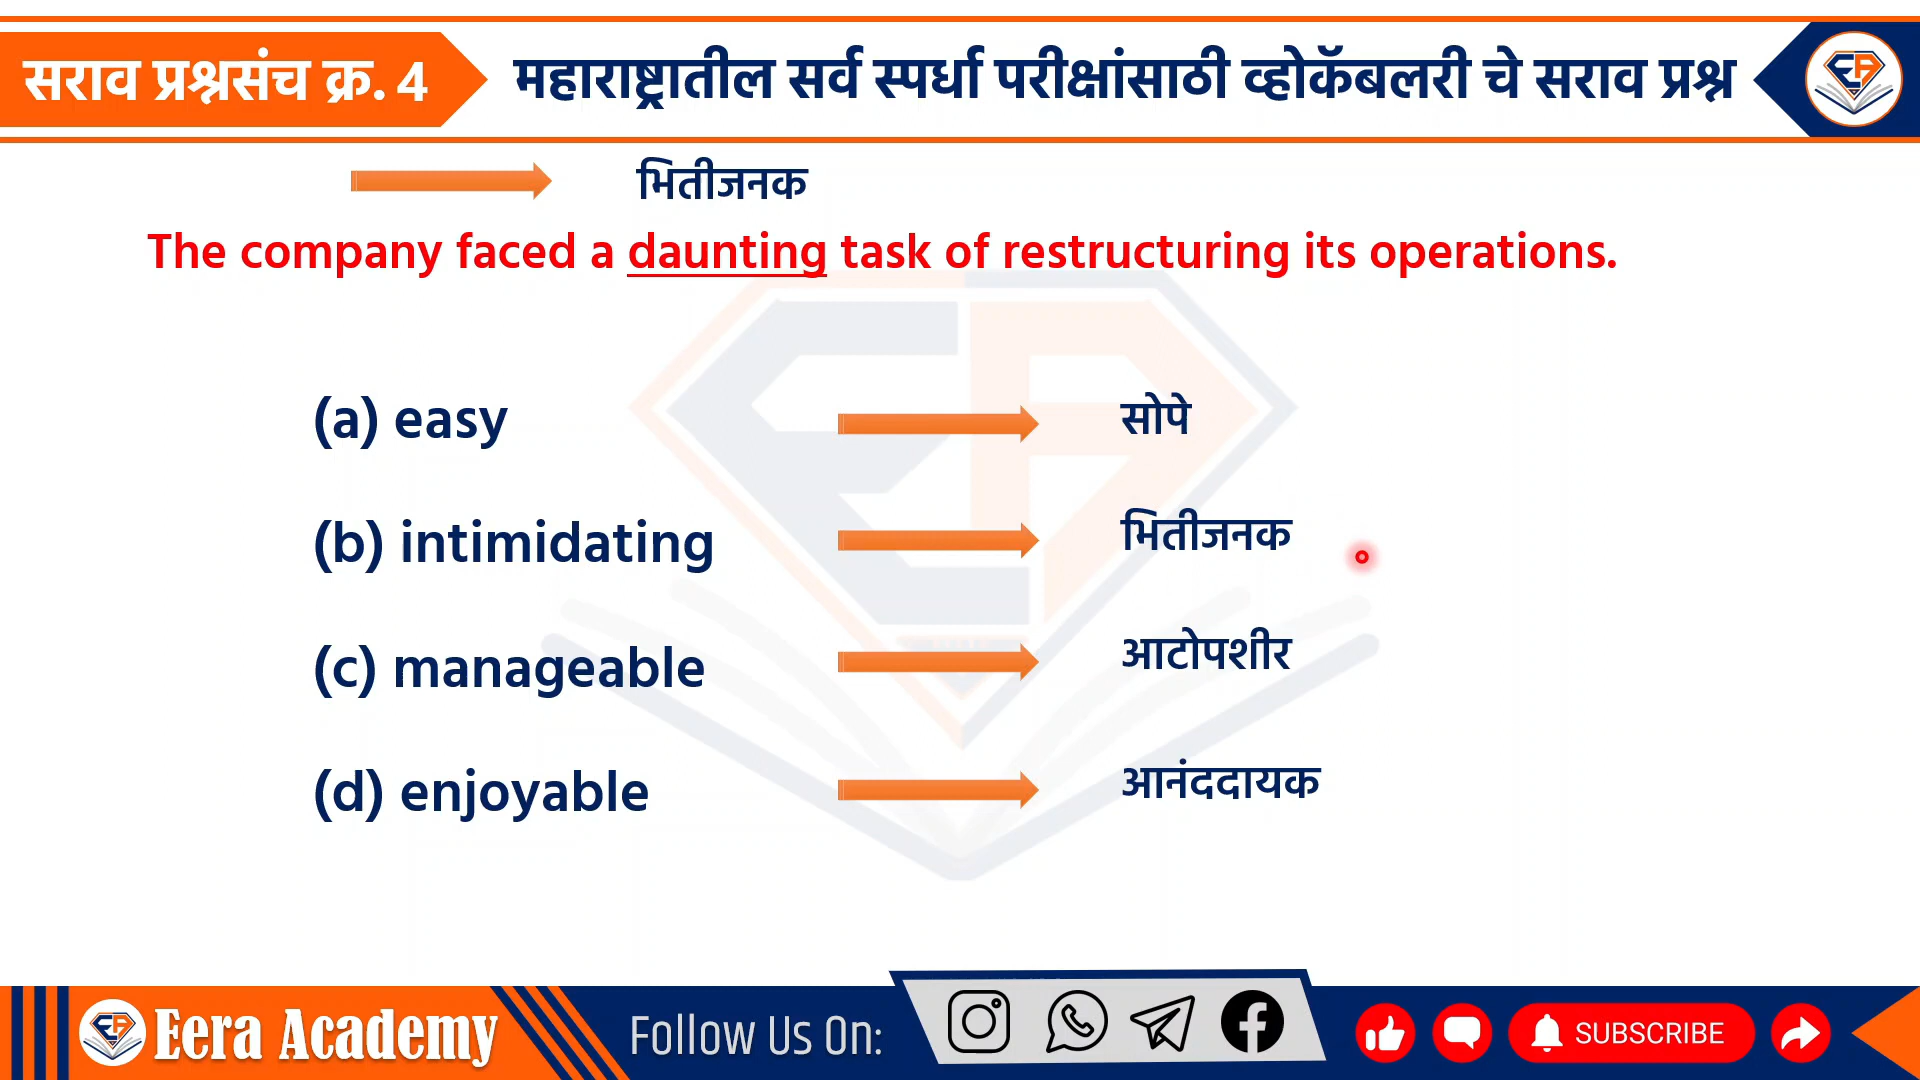 सराव प्रश्नसंच क्र. 4
महाराष्ट्रातील सर्व स्पर्धा परीक्षांसाठी व्होकॅबलरी चे सराव प्रश्न
भितीजनक
The company faced a daunting task of restructuring its operations.
(a) easy
सोपे
(b) intimidating
भितीजनक
(c) manageable
आटोपशीर
(d) enjoyable
आनंददायक
Eera Academy
Follow Us On:
SUBSCRIBE